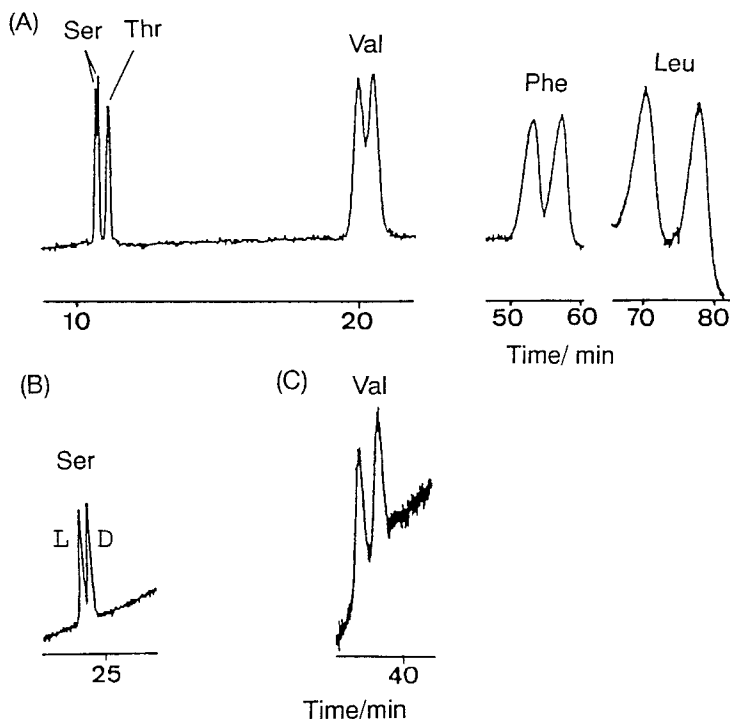 (A)
Ser Thr
Val
Phe
Leu
10
20
50 60
70 80
Time/ min
(B)
Ser
L D
25
(C)
Val
40
Time/min